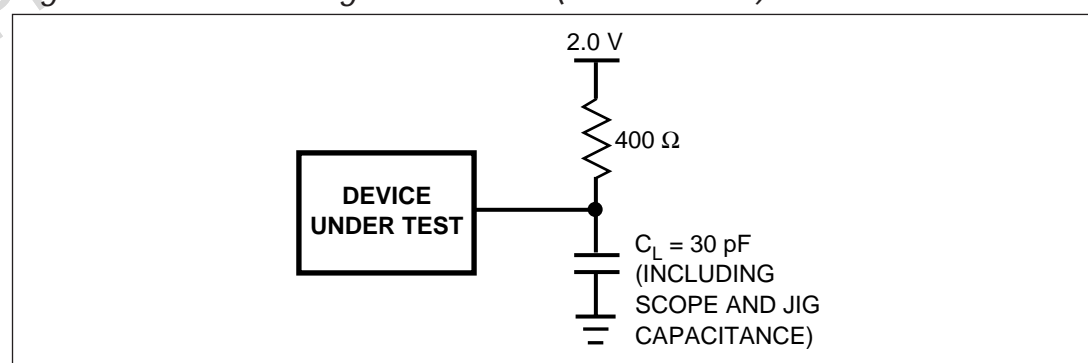 2.0 V
400 Ω
DEVICE
UNDER TEST
C_L = 30 pF
(INCLUDING
SCOPE AND JIG
CAPACITANCE)